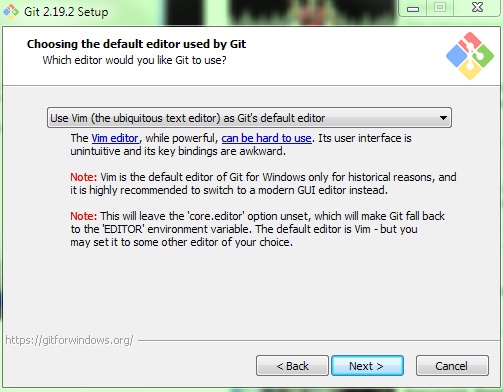 Git 2.19.2 Setup
Choosing the default editor used by Git
Which editor would you like Git to use?
Use Vim (the ubiquitous text editor) as Git's default editor
The Vim editor, while powerful, can be hard to use. Its user interface is
unintuitive and its key bindings are awkward.
Note: Vim is the default editor of Git for Windows only for historical reasons, and
it is highly recommended to switch to a modern GUI editor instead.
Note: This will leave the 'core.editor' option unset, which will make Git fall back
to the 'EDITOR' environment variable. The default editor is Vim - but you
may set it to some other editor of your choice.
https://gitforwindows.org/
< Back
Next >
Cancel